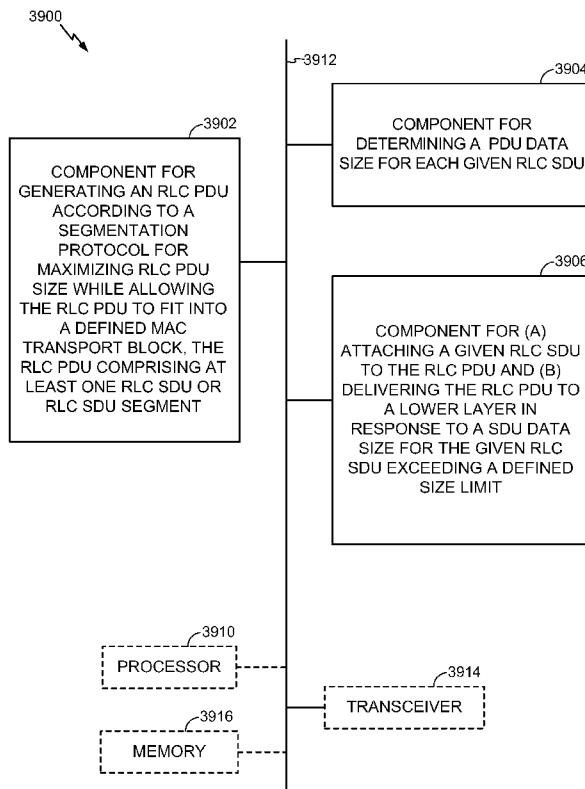 3900
3912
3902
COMPONENT FOR
GENERATING AN RLC PDU
ACCORDING TO A
SEGMENTATION
PROTOCOL FOR
MAXIMIZING RLC PDU
SIZE WHILE ALLOWING
THE RLC PDU TO FIT INTO
A DEFINED MAC
TRANSPORT BLOCK, THE
RLC PDU COMPRISING AT
LEAST ONE RLC SDU OR
RLC SDU SEGMENT
3904
COMPONENT FOR
DETERMINING A PDU DATA
SIZE FOR EACH GIVEN RLC SDU
3906
COMPONENT FOR (A)
ATTACHING A GIVEN RLC SDU
TO THE RLC PDU AND (B)
DELIVERING THE RLC PDU TO
A LOWER LAYER IN
RESPONSE TO A SDU DATA
SIZE FOR THE GIVEN RLC
SDU EXCEEDING A DEFINED
SIZE LIMIT
3910
PROCESSOR
3914
TRANSCEIVER
3916
MEMORY